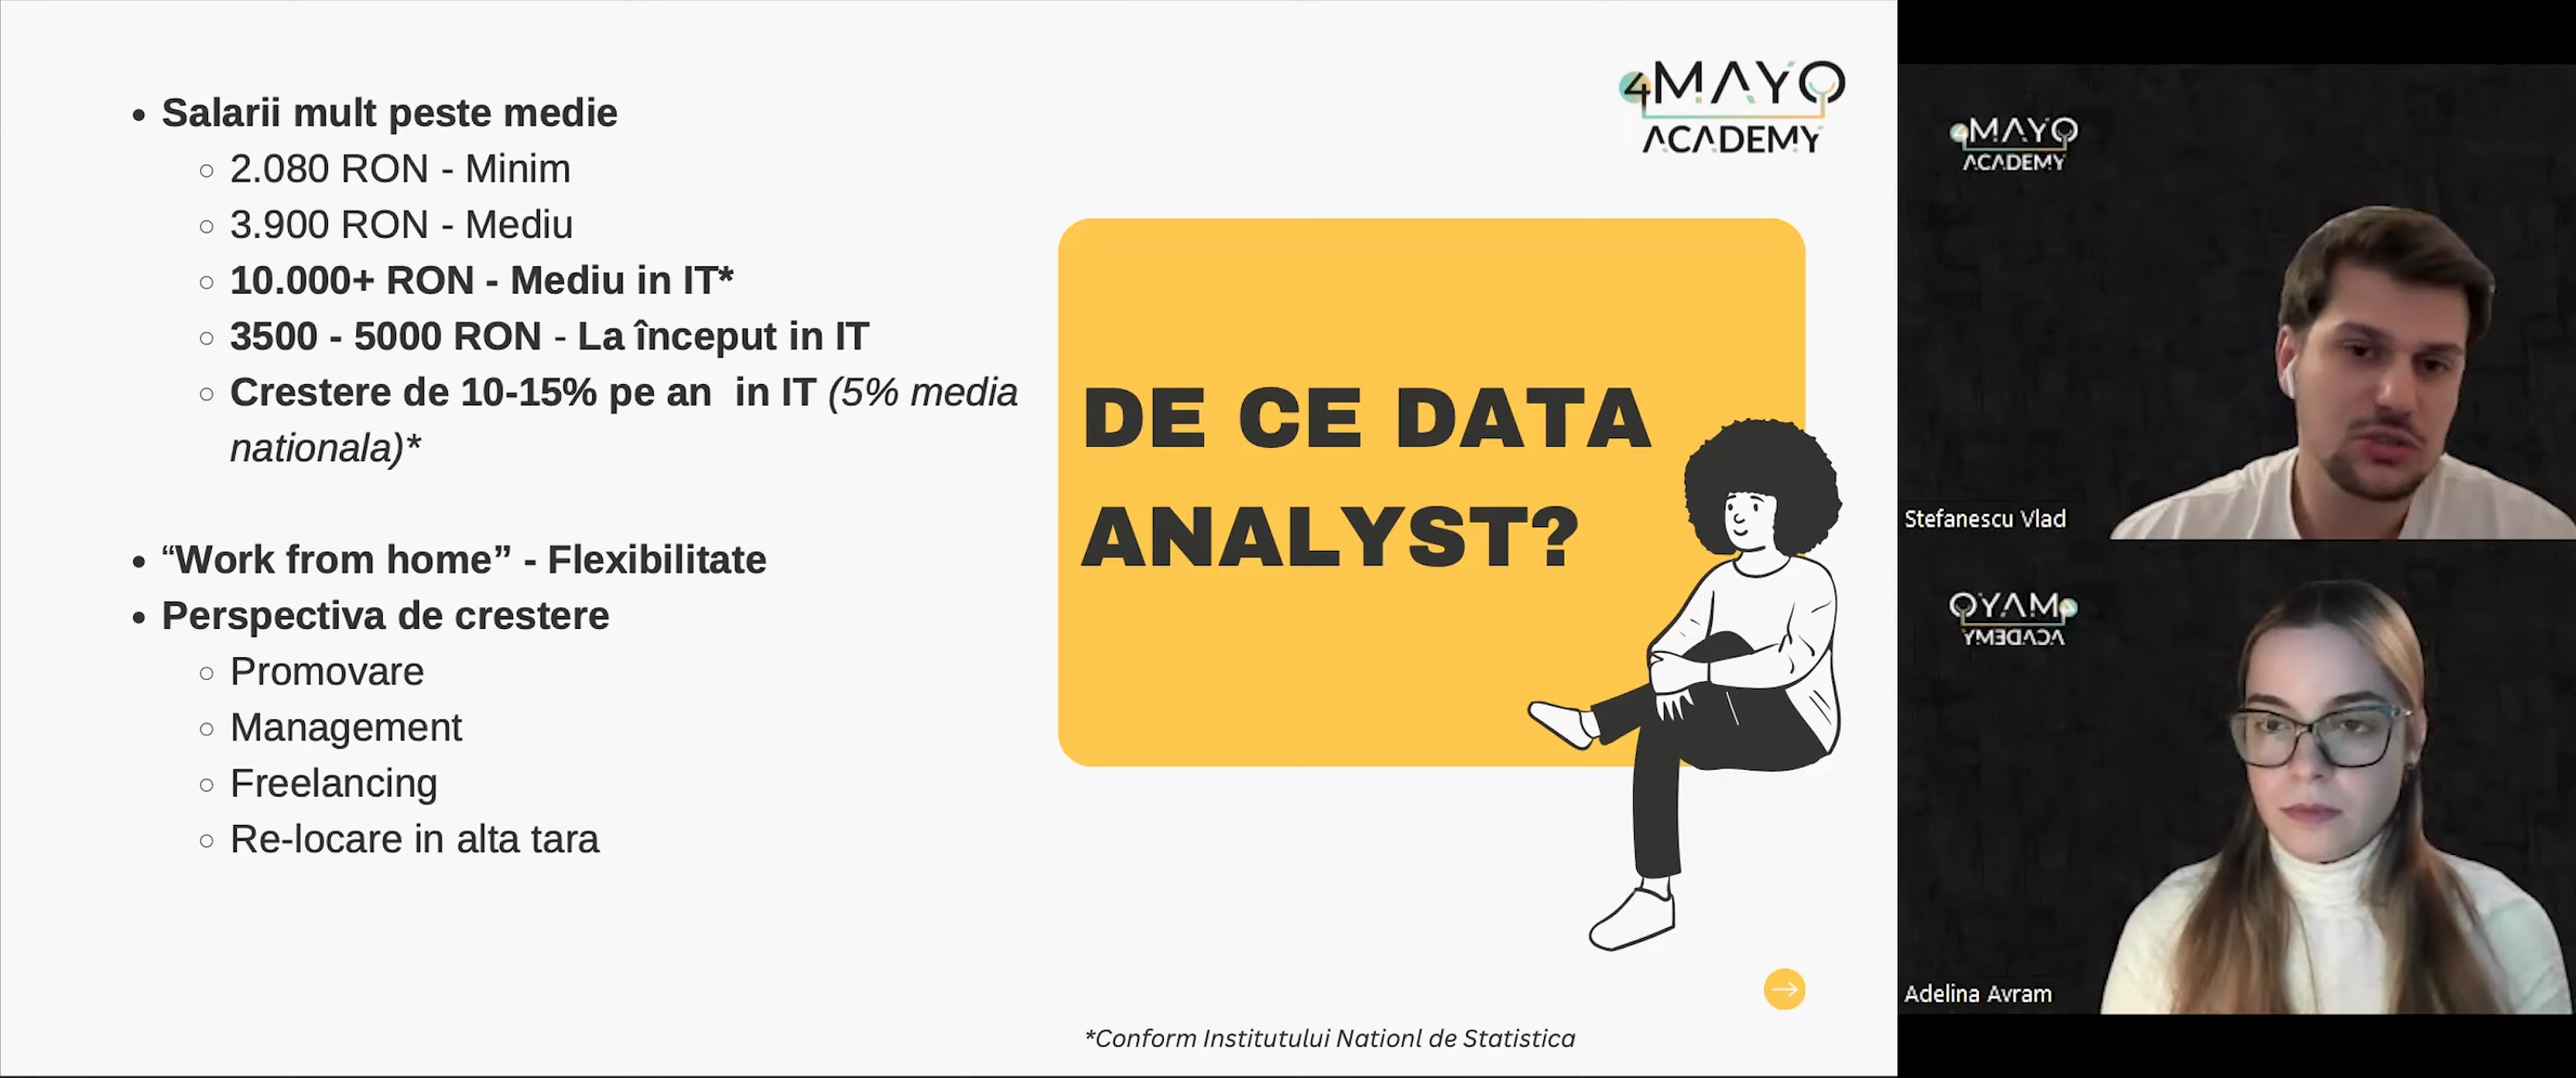 Salarii mult peste medie
2.080 RON - Minim
3.900 RON - Mediu
10.000+ RON - Mediu in IT*
3500 - 5000 RON - La început in IT
Crestere de 10-15% pe an  in IT (5% media
nationala)*
“Work from home” - Flexibilitate
Perspectiva de crestere
Promovare
Management
Freelancing
Re-locare in alta tara
4MAYO
ACADEMY
DE CE DATA
ANALYST?
*Conform Institutului Nationl de Statistica
4MAYO
ACADEMY
Stefanescu Vlad
4MAYO
ACADEMY
Adelina Avram